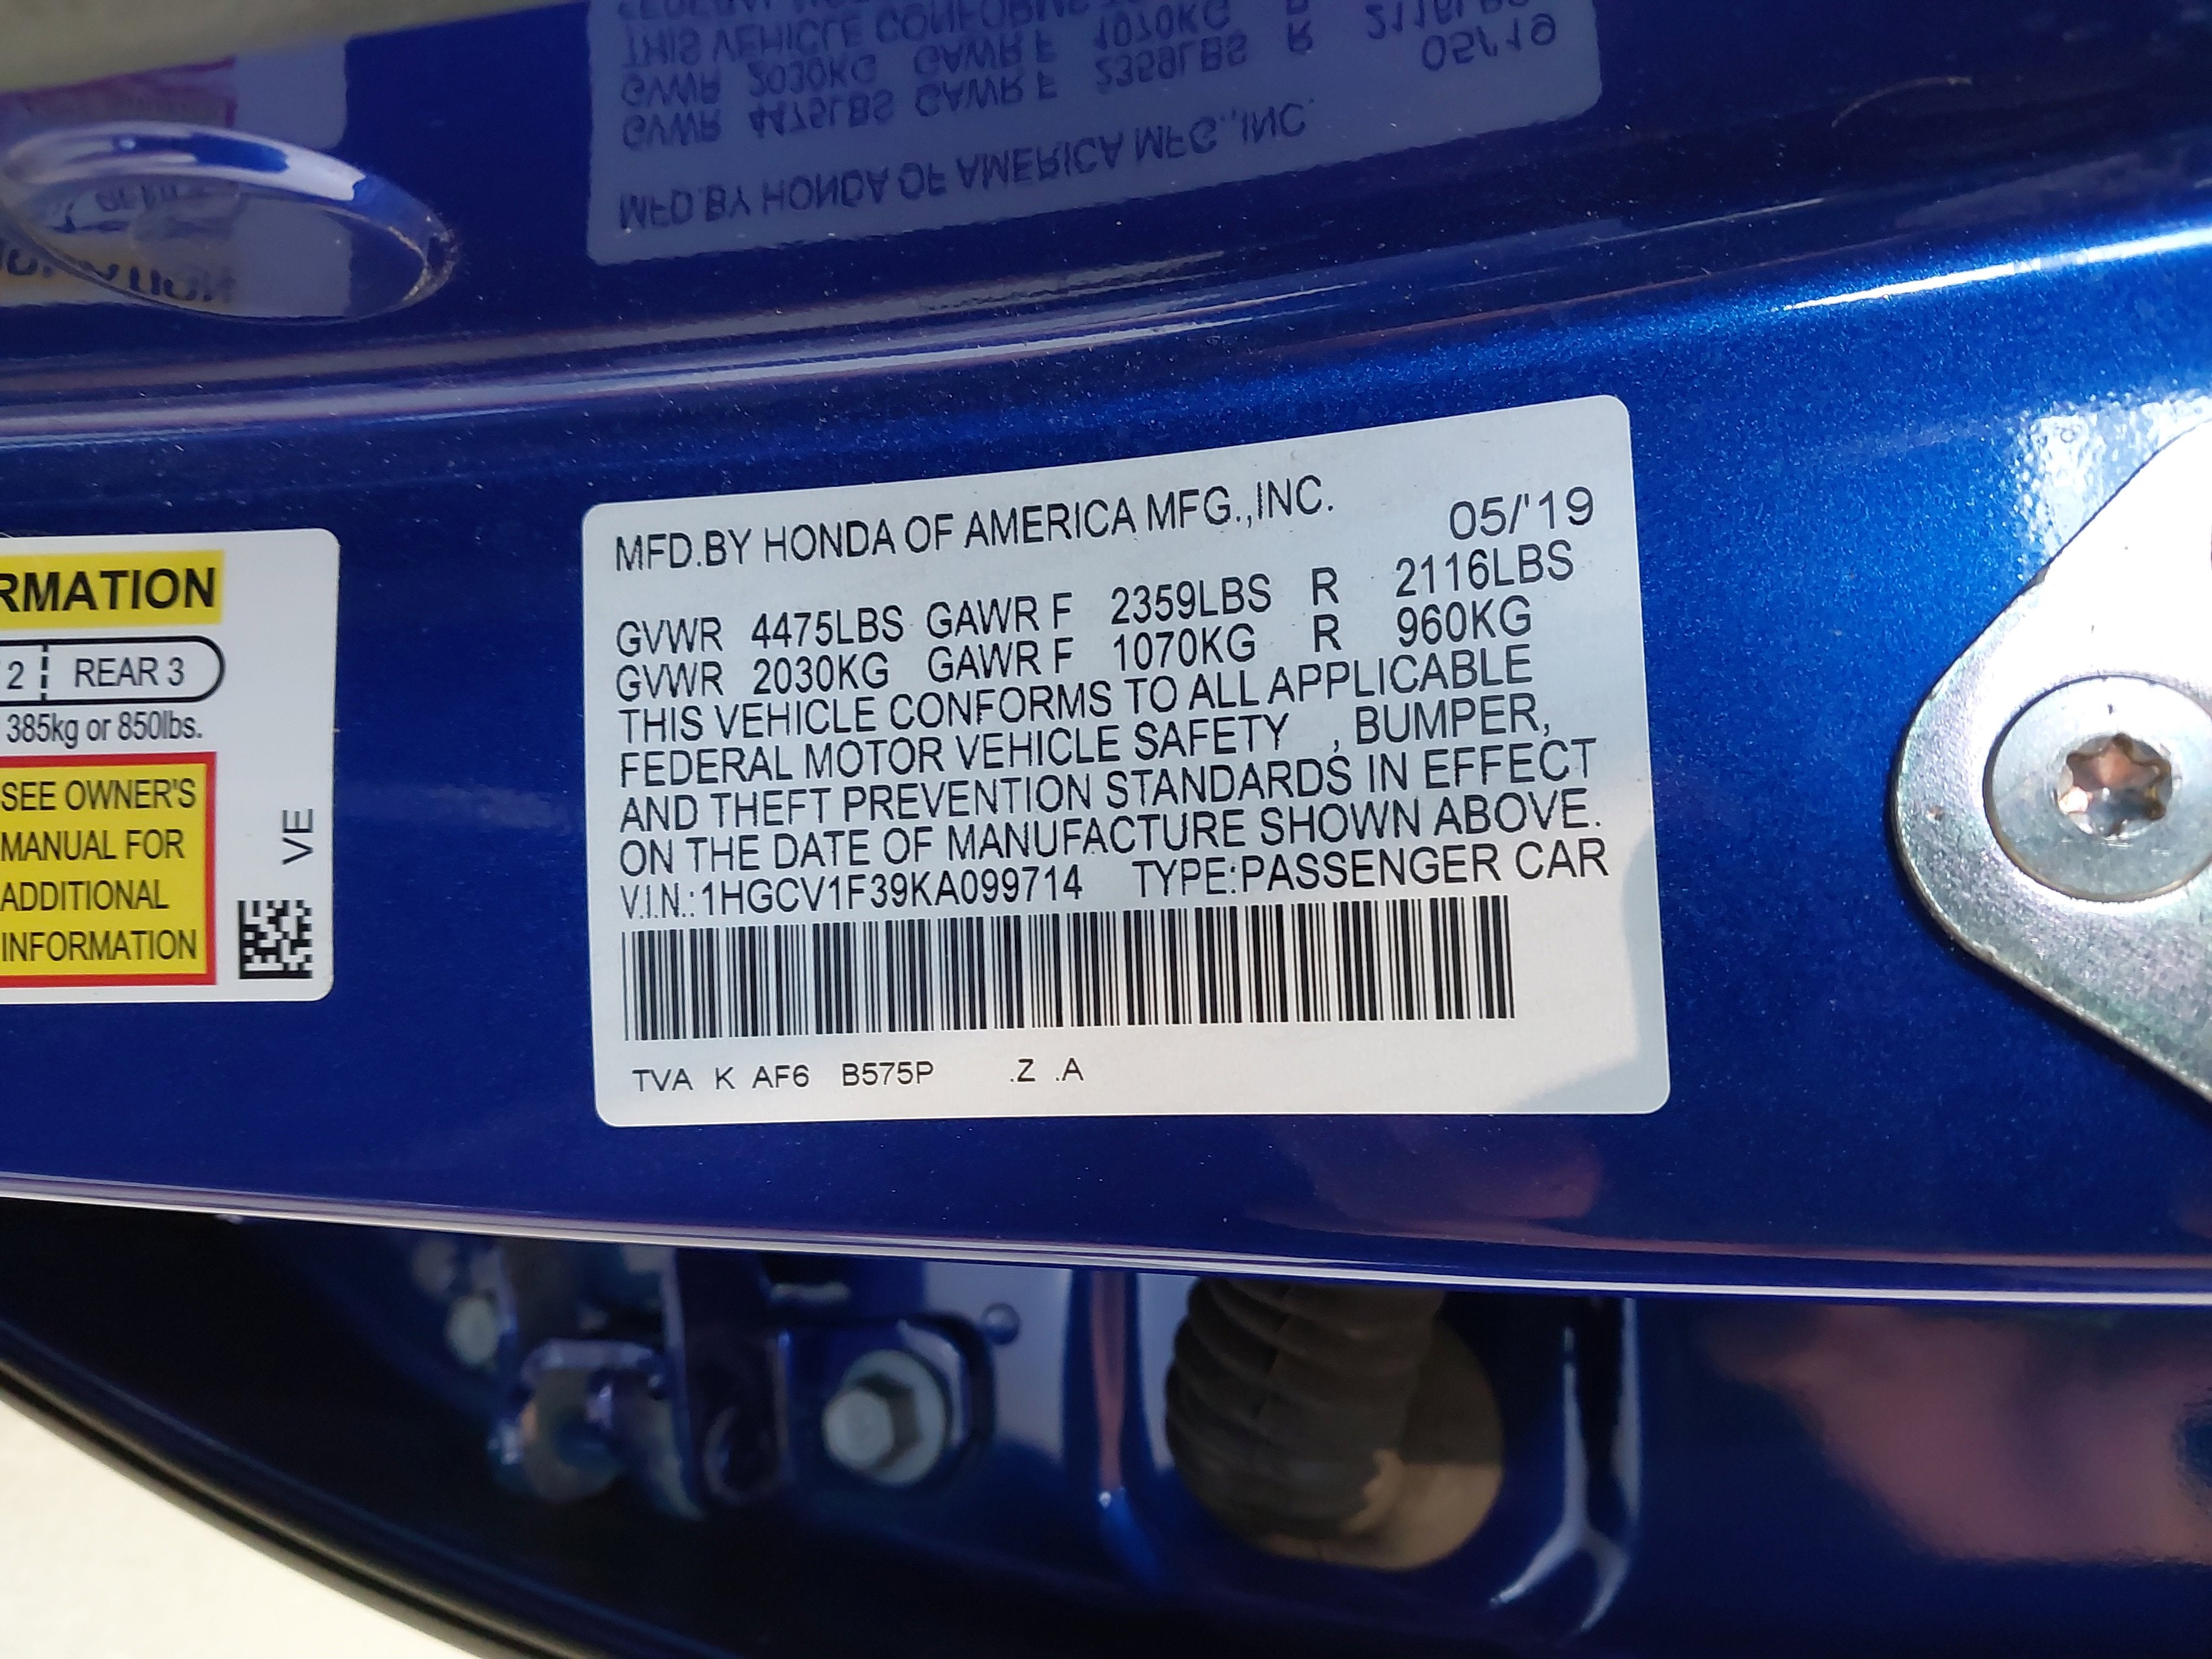 RMATION
2 REAR 3
385kg or 850lbs.
SEE OWNER'S
MANUAL FOR
ADDITIONAL
INFORMATION
VE
MFD.BY HONDA OF AMERICA MFG.,INC. 05/'19
GVWR 4475LBS GAWR F 2359LBS R 2116LBS
GVWR 2030KG GAWR F 1070KG R 960KG
THIS VEHICLE CONFORMS TO ALL APPLICABLE
FEDERAL MOTOR VEHICLE SAFETY , BUMPER,
AND THEFT PREVENTION STANDARDS IN EFFECT
ON THE DATE OF MANUFACTURE SHOWN ABOVE.
V.I.N.:1HGCV1F39KA099714 TYPE:PASSENGER CAR
TVA K AF6 B575P .Z .A